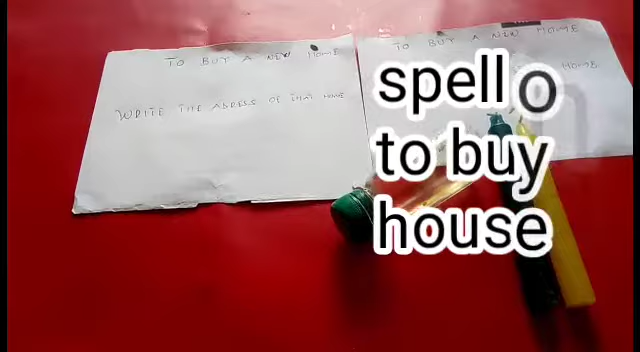 TO BUY A NEW HOME
WRITE THE ADRESS OF THAT HOME
TO BUY A NEW HOME
HOME
spell o
to buy
house